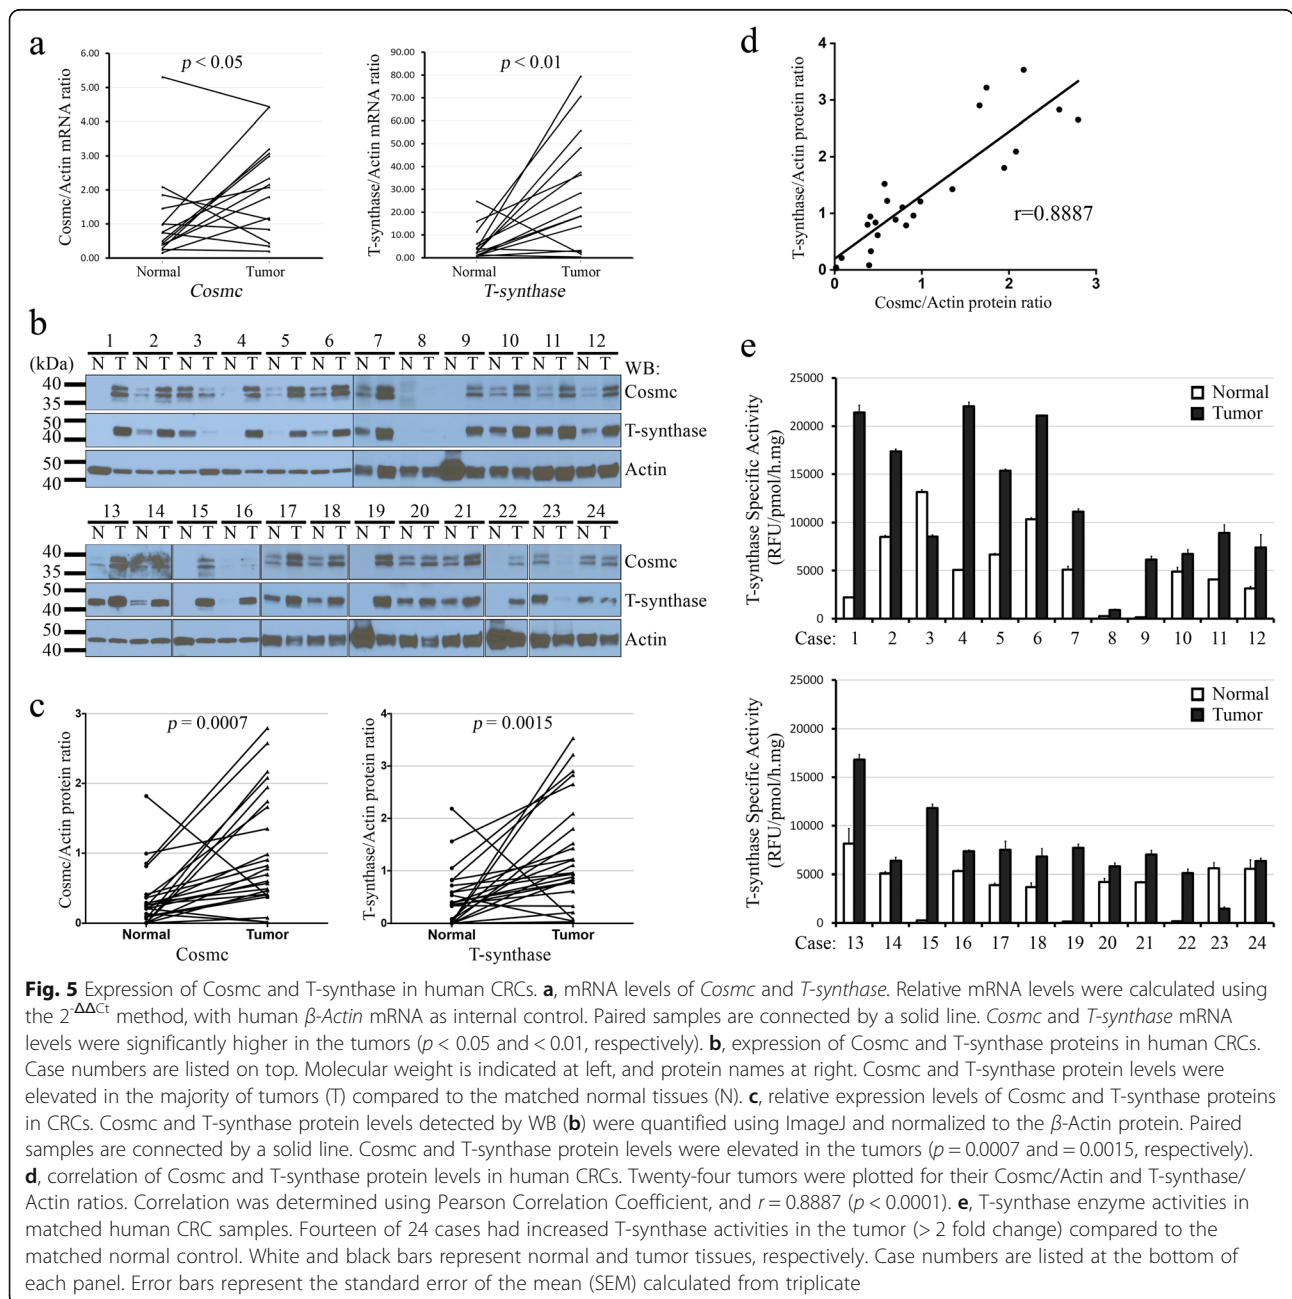 a
6.00
5.00
4.00
3.00
2.00
1.00
0.00
Cosmc/Actin mRNA ratio
p < 0.05
Normal Tumor
Cosmc
90.00
80.00
70.00
60.00
50.00
40.00
30.00
20.00
10.00
0.00
T-synthase/Actin mRNA ratio
p < 0.01
Normal Tumor
T-synthase
b
1 2 3 4 5 6 7 8 9 10 11 12
(kDa) N T N T N T N T N T N T N T N T N T N T N T N T WB:
40
35
Cosmc
50
40
T-synthase
50
40
Actin
13 14 15 16 17 18 19 20 21 22 23 24
N T N T N T N T N T N T N T N T N T N T N T N T
40
35
Cosmc
50
40
T-synthase
50
40
Actin
c
3
2
1
0
Cosmc/Actin protein ratio
p = 0.0007
Normal Tumor
Cosmc
4
3
2
1
0
T-synthase/Actin protein ratio
p = 0.0015
Normal Tumor
T-synthase
d
4
3
2
1
0
T-synthase/Actin protein ratio
r=0.8887
0 1 2 3
Cosmc/Actin protein ratio
e
25000
20000
15000
10000
5000
0
T-synthase Specific Activity
(RFU/pmol/h.mg)
Normal
Tumor
Case: 1 2 3 4 5 6 7 8 9 10 11 12
25000
20000
15000
10000
5000
0
T-synthase Specific Activity
(RFU/pmol/h.mg)
Normal
Tumor
Case: 13 14 15 16 17 18 19 20 21 22 23 24
Fig. 5 Expression of Cosmc and T-synthase in human CRCs. a, mRNA levels of Cosmc and T-synthase. Relative mRNA levels were calculated using
the 2-ΔΔCt method, with human β-Actin mRNA as internal control. Paired samples are connected by a solid line. Cosmc and T-synthase mRNA
levels were significantly higher in the tumors (p < 0.05 and < 0.01, respectively). b, expression of Cosmc and T-synthase proteins in human CRCs.
Case numbers are listed on top. Molecular weight is indicated at left, and protein names at right. Cosmc and T-synthase protein levels were
elevated in the majority of tumors (T) compared to the matched normal tissues (N). c, relative expression levels of Cosmc and T-synthase proteins
in CRCs. Cosmc and T-synthase protein levels detected by WB (b) were quantified using ImageJ and normalized to the β-Actin protein. Paired
samples are connected by a solid line. Cosmc and T-synthase protein levels were elevated in the tumors (p = 0.0007 and = 0.0015, respectively).
d, correlation of Cosmc and T-synthase protein levels in human CRCs. Twenty-four tumors were plotted for their Cosmc/Actin and T-synthase/
Actin ratios. Correlation was determined using Pearson Correlation Coefficient, and r = 0.8887 (p < 0.0001). e, T-synthase enzyme activities in
matched human CRC samples. Fourteen of 24 cases had increased T-synthase activities in the tumor (> 2 fold change) compared to the
matched normal control. White and black bars represent normal and tumor tissues, respectively. Case numbers are listed at the bottom of
each panel. Error bars represent the standard error of the mean (SEM) calculated from triplicate